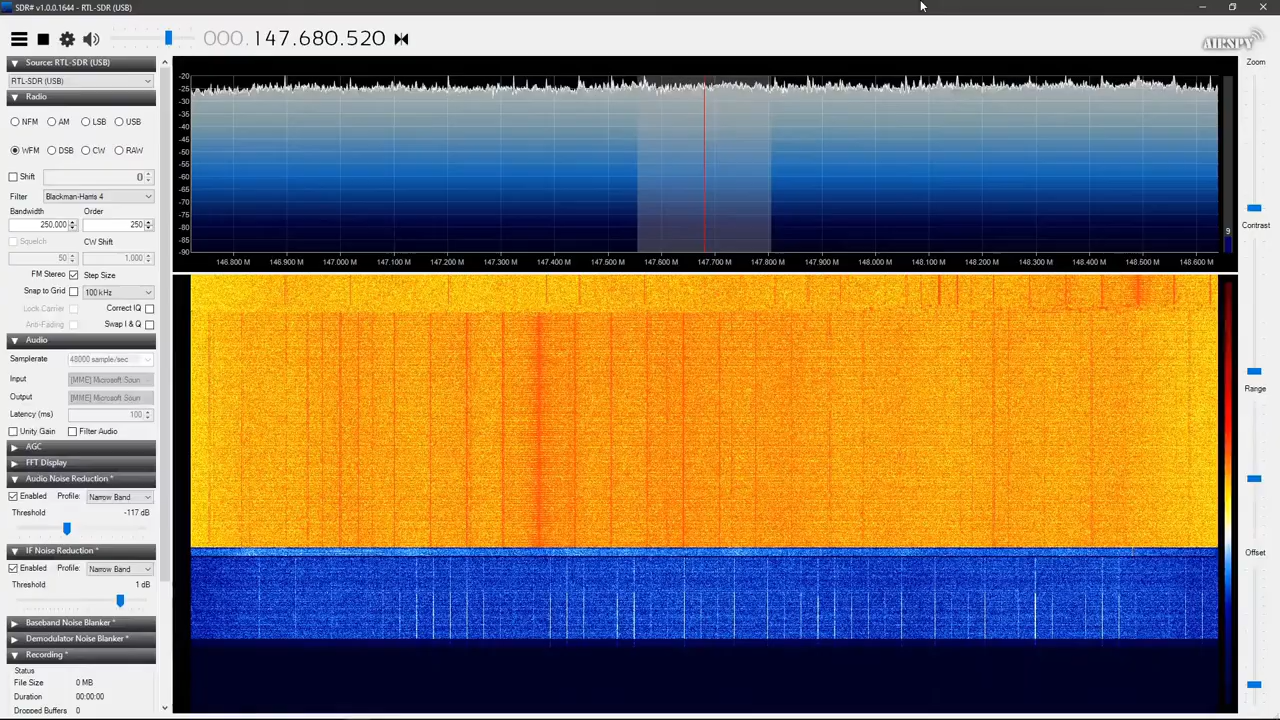 SDR# v1.0.0.1644 - RTL-SDR (USB)
000.147.680.520
AIRSPY
Source: RTL-SDR (USB)
RTL-SDR (USB)
Radio
NFM AM LSB USB
WFM DSB CW RAW
Shift 0
Filter Blackman-Harris 4
Bandwidth Order
250,000 250
Squelch CW Shift
50 1,000
FM Stereo Step Size
Snap to Grid 100 kHz
Lock Carrier Correct IQ
Anti-Fading Swap I & Q
Audio
Samplerate 48000 sample/sec
Input [MME] Microsoft Soun
Output [MME] Microsoft Soun
Latency (ms) 100
Unity Gain Filter Audio
AGC
FFT Display
Audio Noise Reduction *
Enabled Profile: Narrow Band
Threshold -117 dB
IF Noise Reduction *
Enabled Profile: Narrow Band
Threshold 1 dB
Baseband Noise Blanker *
Demodulator Noise Blanker *
Recording *
Status
File Size 0 MB
Duration 00:00:00
Dropped Buffers 0
-20
-25
-30
-35
-40
-45
-50
-55
-60
-65
-70
-75
-80
-85
-90
146.800 M 146.900 M 147.000 M 147.100 M 147.200 M 147.300 M 147.400 M 147.500 M 147.600 M 147.700 M 147.800 M 147.900 M 148.000 M 148.100 M 148.200 M 148.300 M 148.400 M 148.500 M 148.600 M
9
Zoom
Contrast
Range
Offset